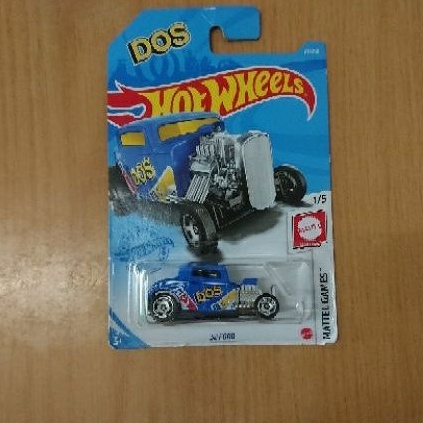 DOS
HOT WHEELS
DOS
1/5
MATTEL GAMES
DOS
'32 FORD